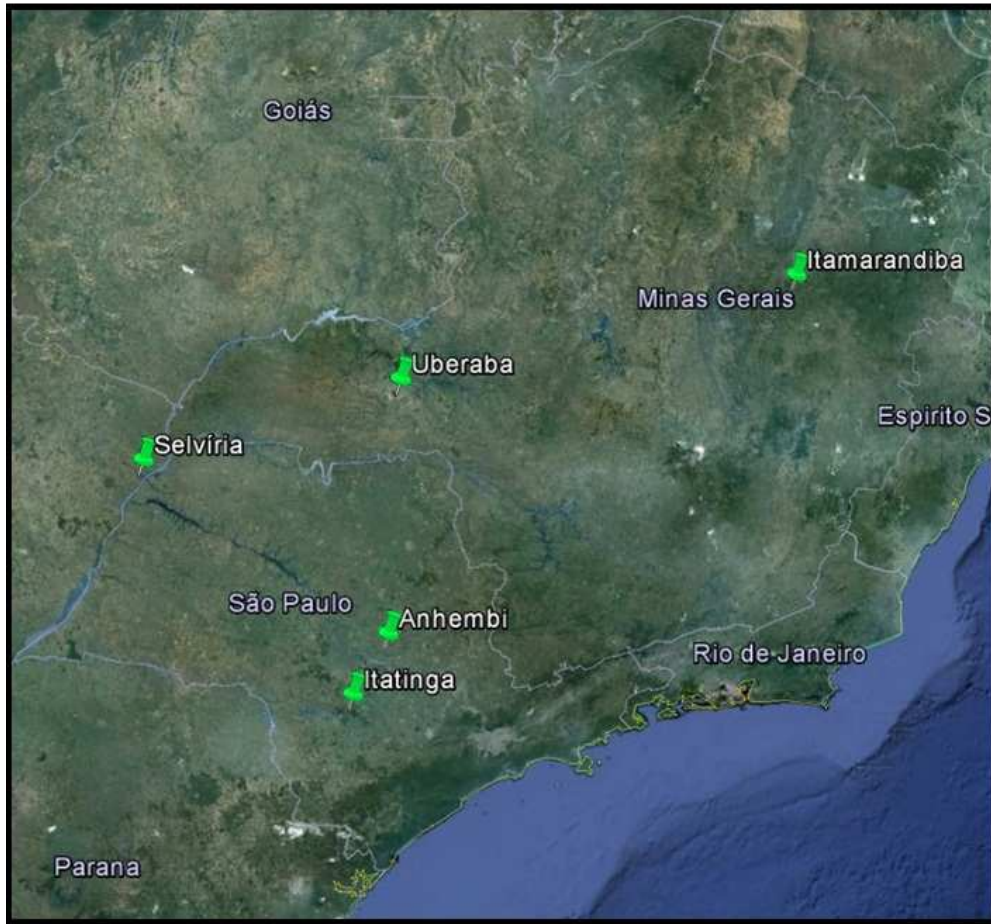 Goiás
Itamarandiba
Minas Gerais
Uberaba
Espirito S
Selvíria
São Paulo
Anhembi
Rio de Janeiro
Itatinga
Parana